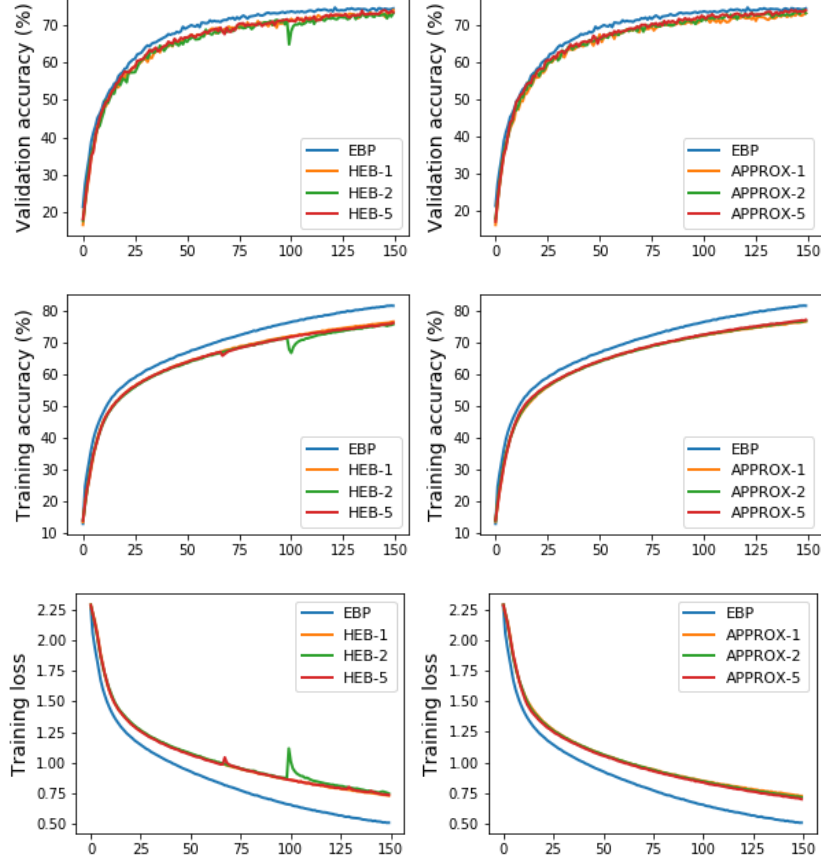 Validation accuracy (%)
70
60
50
40
30
20
0 25 50 75 100 125 150
EBP
HEB-1
HEB-2
HEB-5
Validation accuracy (%)
70
60
50
40
30
20
0 25 50 75 100 125 150
EBP
APPROX-1
APPROX-2
APPROX-5
Training accuracy (%)
80
70
60
50
40
30
20
10
0 25 50 75 100 125 150
EBP
HEB-1
HEB-2
HEB-5
Training accuracy (%)
80
70
60
50
40
30
20
10
0 25 50 75 100 125 150
EBP
APPROX-1
APPROX-2
APPROX-5
Training loss
2.25
2.00
1.75
1.50
1.25
1.00
0.75
0.50
0 25 50 75 100 125 150
EBP
HEB-1
HEB-2
HEB-5
Training loss
2.25
2.00
1.75
1.50
1.25
1.00
0.75
0.50
0 25 50 75 100 125 150
EBP
APPROX-1
APPROX-2
APPROX-5